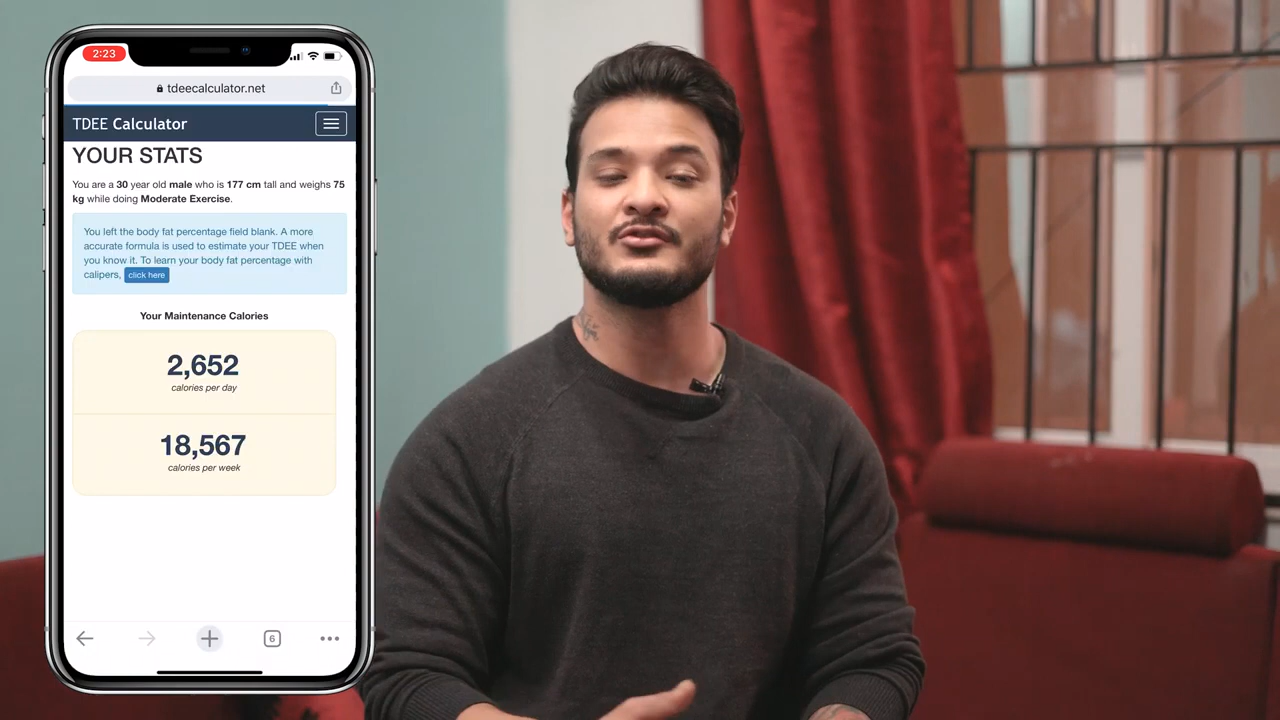 2:23
tdeecalculator.net
TDEE Calculator
YOUR STATS
You are a 30 year old male who is 177 cm tall and weighs 75
kg while doing Moderate Exercise.
You left the body fat percentage field blank. A more
accurate formula is used to estimate your TDEE when
you know it. To learn your body fat percentage with
calipers, click here
Your Maintenance Calories
2,652
calories per day
18,567
calories per week
6